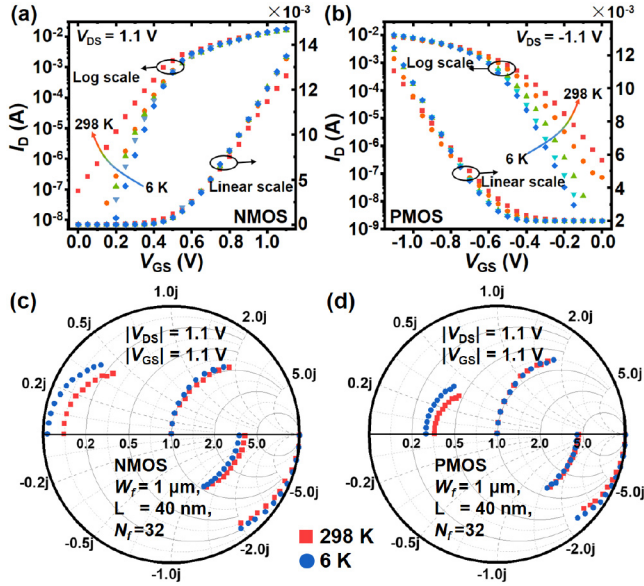 (a)
×10⁻³
V_DS = 1.1 V
10⁻²
10⁻³
10⁻⁴
10⁻⁵
10⁻⁶
10⁻⁷
10⁻⁸
I_D (A)
14
10
7
5
0
Log scale
298 K
6 K
Linear scale
NMOS
0.0 0.2 0.4 0.6 0.8 1.0
V_GS (V)
(b)
×10⁻³
V_DS = -1.1 V
10⁻²
10⁻³
10⁻⁴
10⁻⁵
10⁻⁶
10⁻⁷
10⁻⁸
10⁻⁹
I_D (A)
13
12
10
8
6
4
2
Log scale
298 K
6 K
Linear scale
PMOS
-1.0 -0.8 -0.6 -0.4 -0.2 0.0
V_GS (V)
(c)
1.0j
0.5j
2.0j
0.2j
5.0j
|V_DS| = 1.1 V
|V_GS| = 1.1 V
0.2 0.5 1.0 2.0 5.0
NMOS
W_f = 1 μm,
L = 40 nm,
N_f =32
-0.2j
-5.0j
-0.5j
-2.0j
-1.0j
(d)
1.0j
0.5j
2.0j
0.2j
5.0j
|V_DS| = 1.1 V
|V_GS| = 1.1 V
0.2 0.5 1.0 2.0 5.0
PMOS
W_f = 1 μm,
L = 40 nm,
N_f =32
-0.2j
-5.0j
-0.5j
-2.0j
-1.0j
298 K
6 K